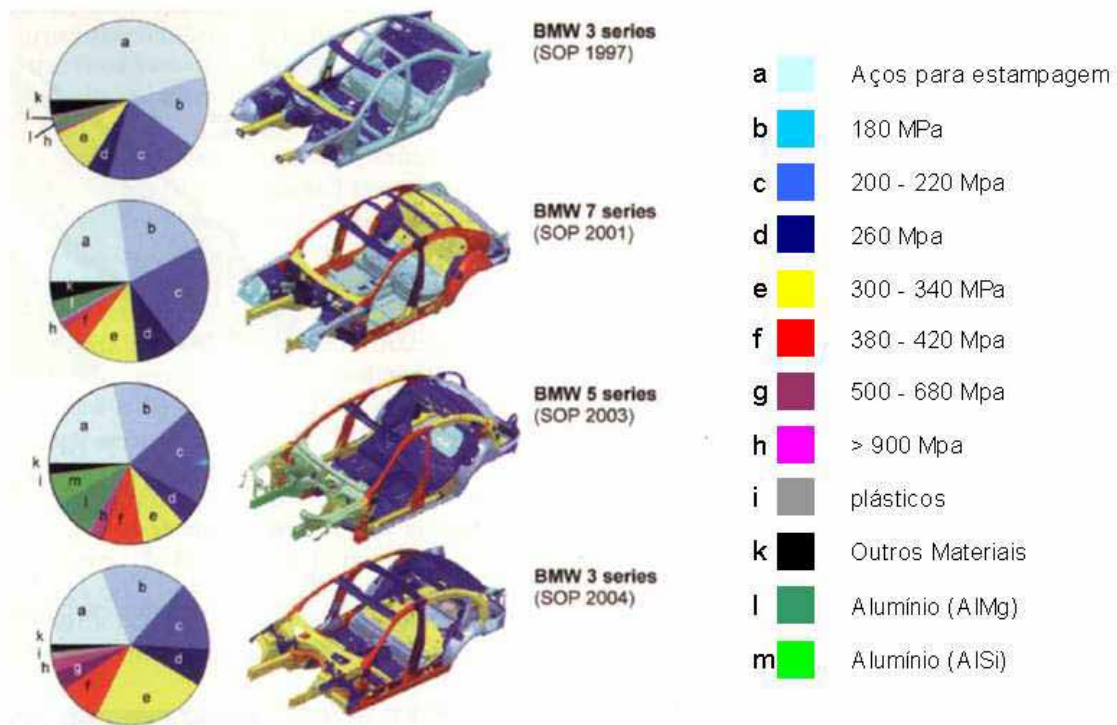 BMW 3 series
(SOP 1997)
a
b
c
d
e
h
l
i
k
BMW 7 series
(SOP 2001)
a
b
c
d
e
f
h
l
k
BMW 5 series
(SOP 2003)
a
b
c
d
e
f
h
l
m
i
k
BMW 3 series
(SOP 2004)
a
b
c
d
e
f
g
h
i
k
a Aços para estampagem
b 180 MPa
c 200 - 220 Mpa
d 260 Mpa
e 300 - 340 MPa
f 380 - 420 Mpa
g 500 - 680 Mpa
h > 900 Mpa
i plásticos
k Outros Materiais
l Alumínio (AlMg)
m Alumínio (AlSi)